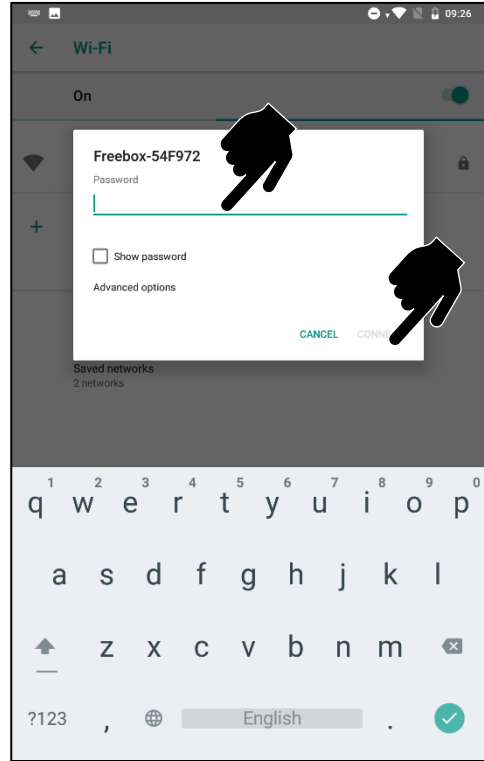 09:26
Wi-Fi
On
Freebox-54F972
Password
Show password
Advanced options
CANCEL CONNE
Saved networks
2 networks
1 2 3 4 5 6 7 8 9 0
q w e r t y u i o p
a s d f g h j k l
z x c v b n m
?123 , English .